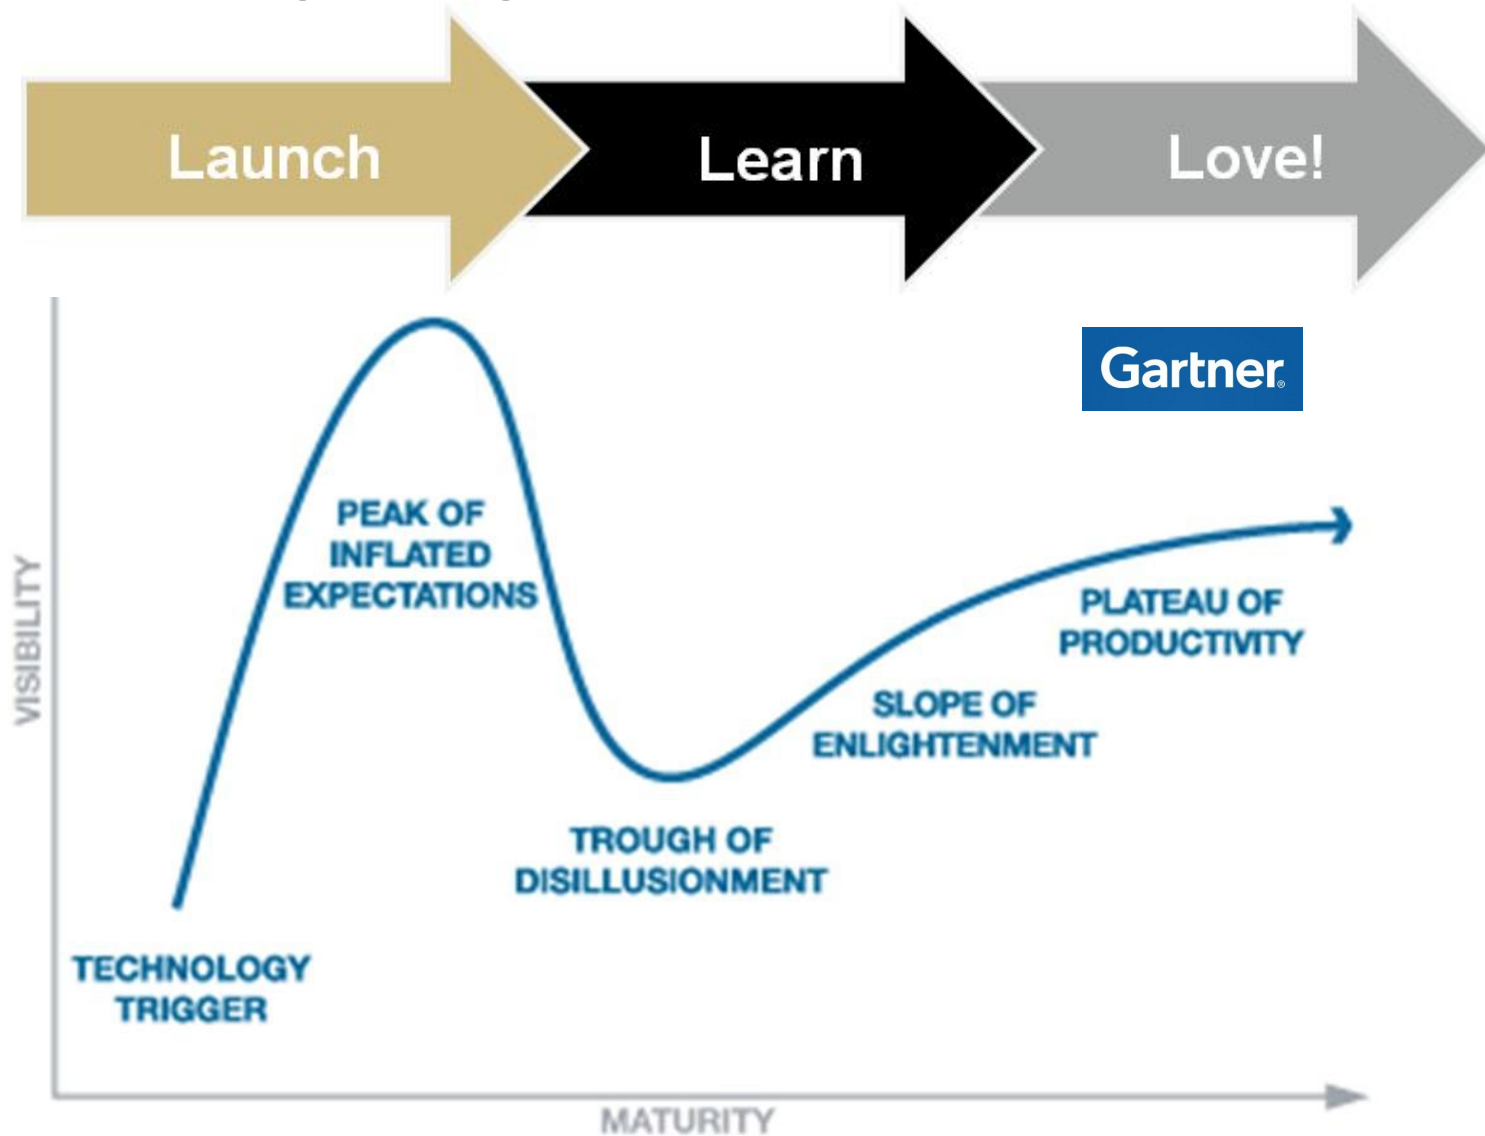 Launch
Learn
Love!
Gartner®
PEAK OF
INFLATED
EXPECTATIONS
PLATEAU OF
PRODUCTIVITY
SLOPE OF
ENLIGHTENMENT
TROUGH OF
DISILLUSIONMENT
TECHNOLOGY
TRIGGER
VISIBILITY
MATURITY